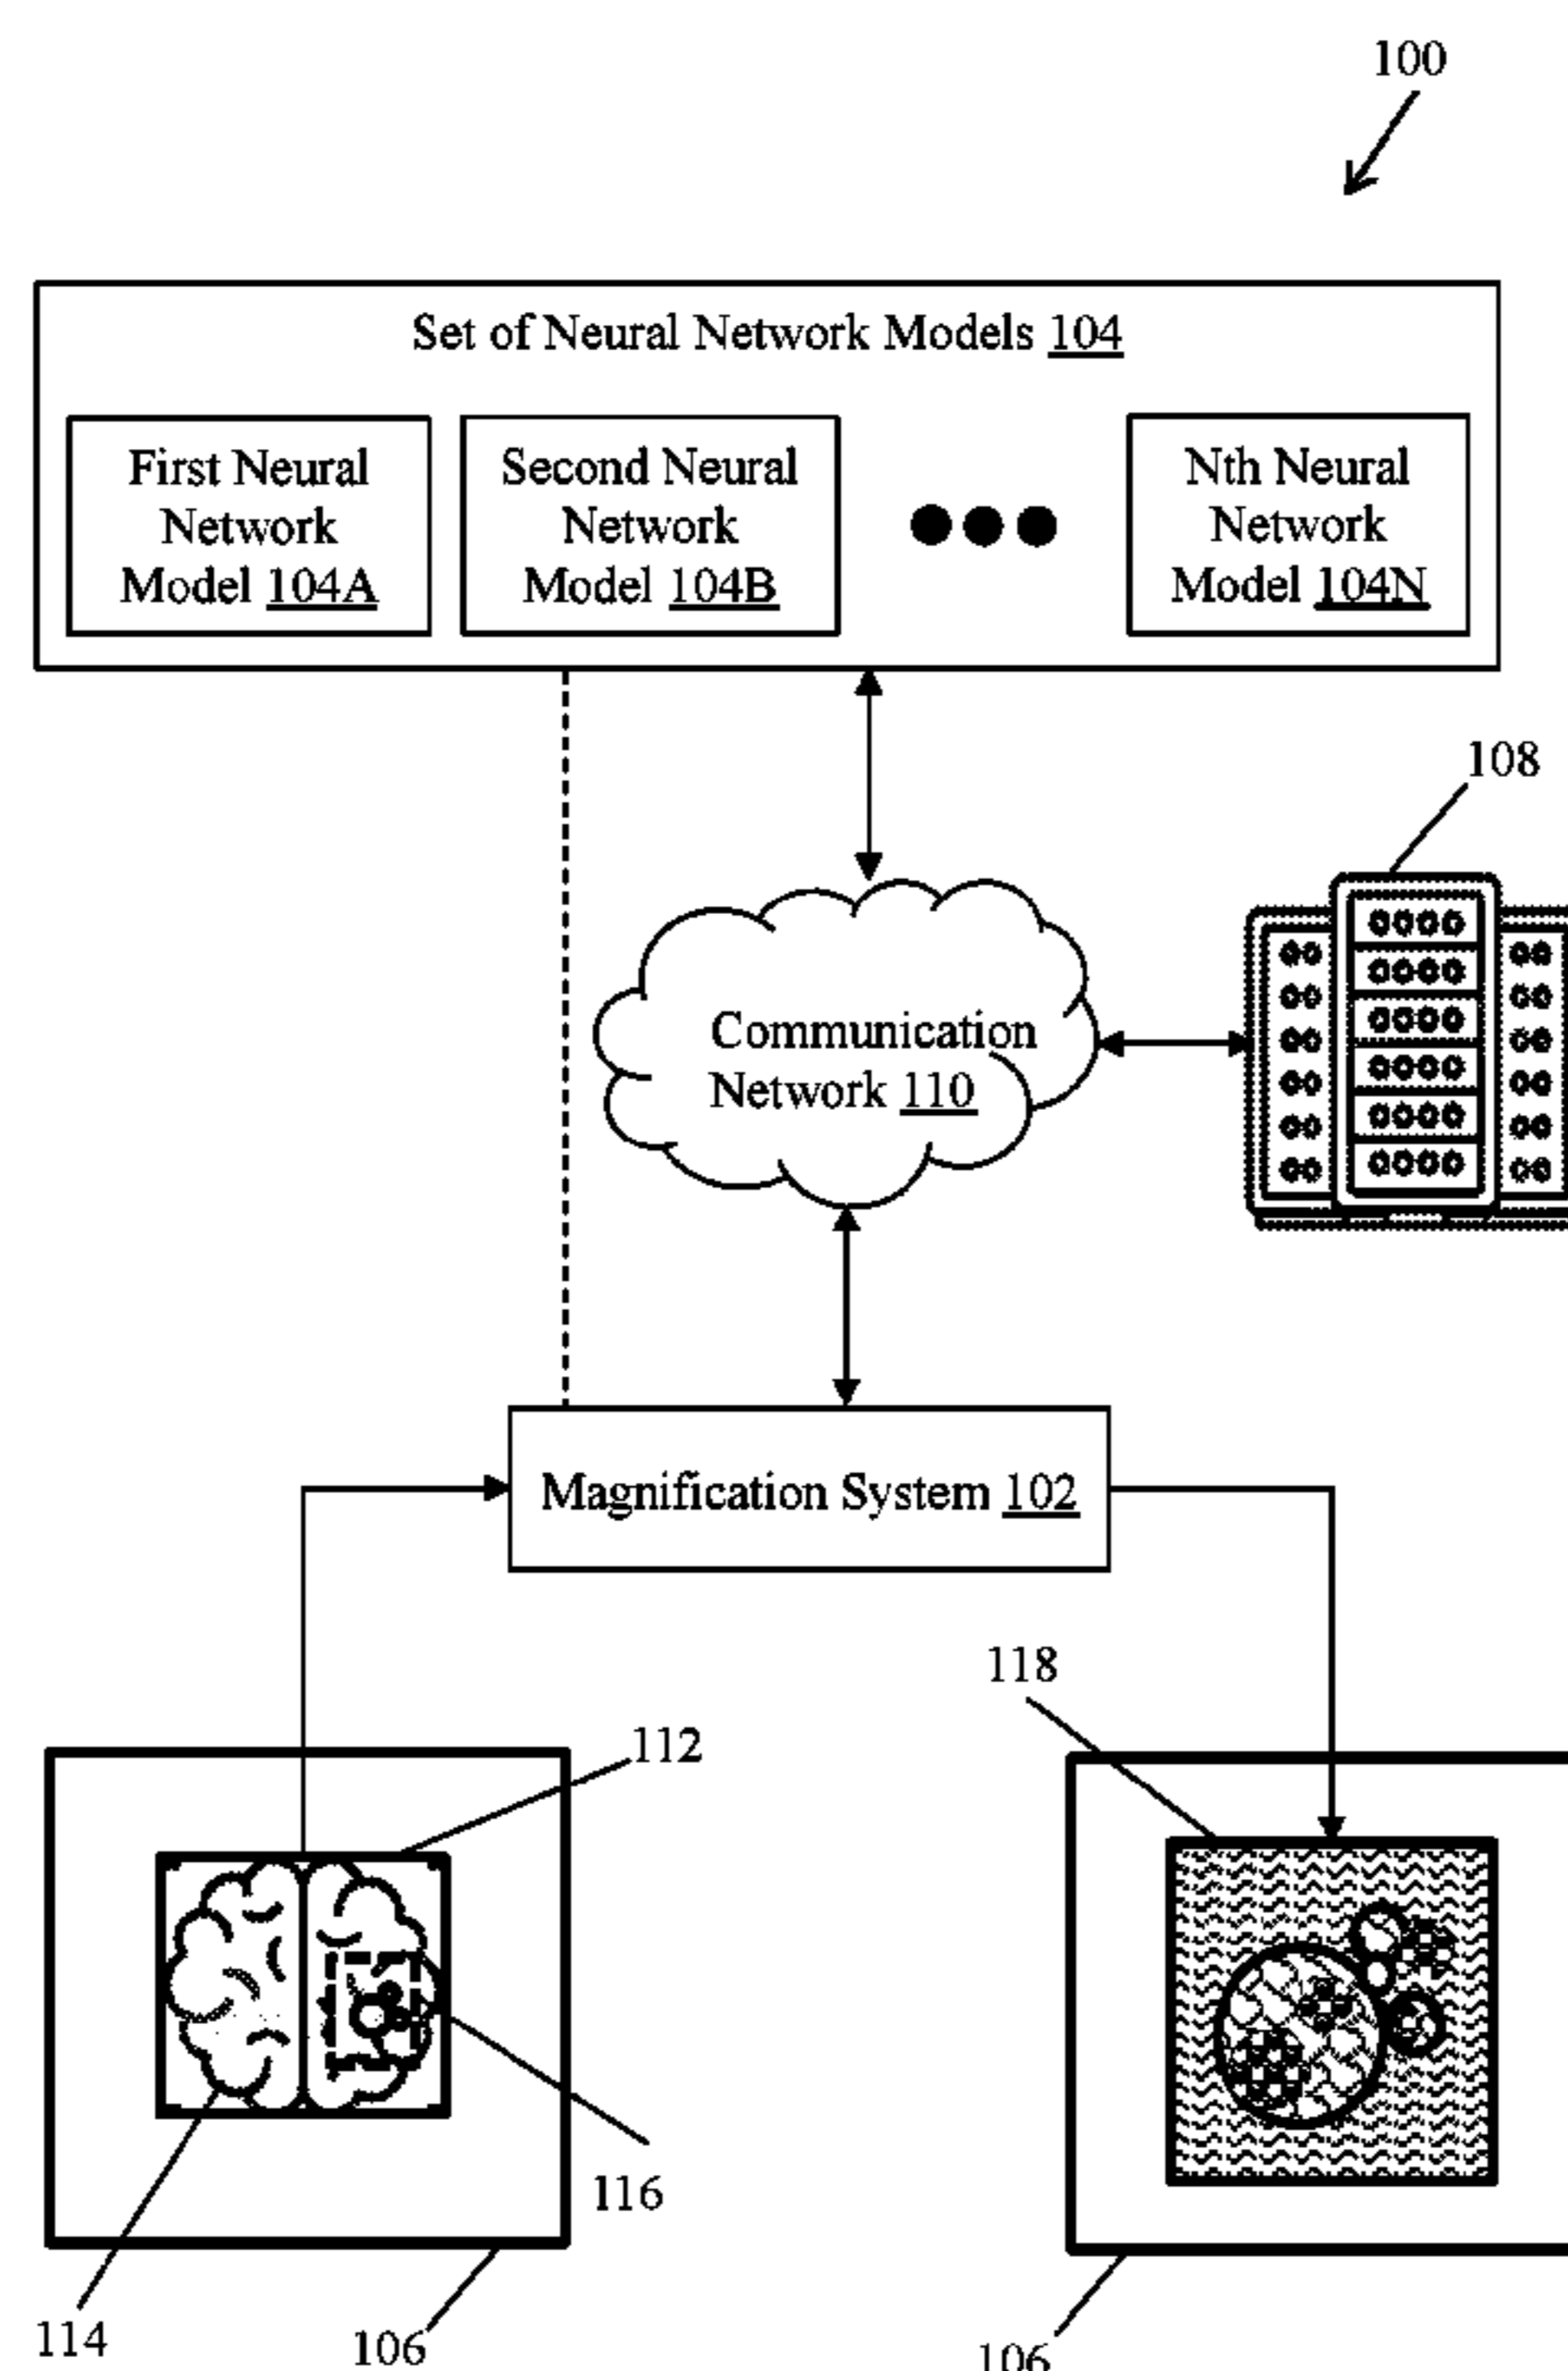 100
Set of Neural Network Models 104
First Neural
Network
Model 104A
Second Neural
Network
Model 104B
Nth Neural
Network
Model 104N
108
Communication
Network 110
Magnification System 102
118
112
116
114
106
106